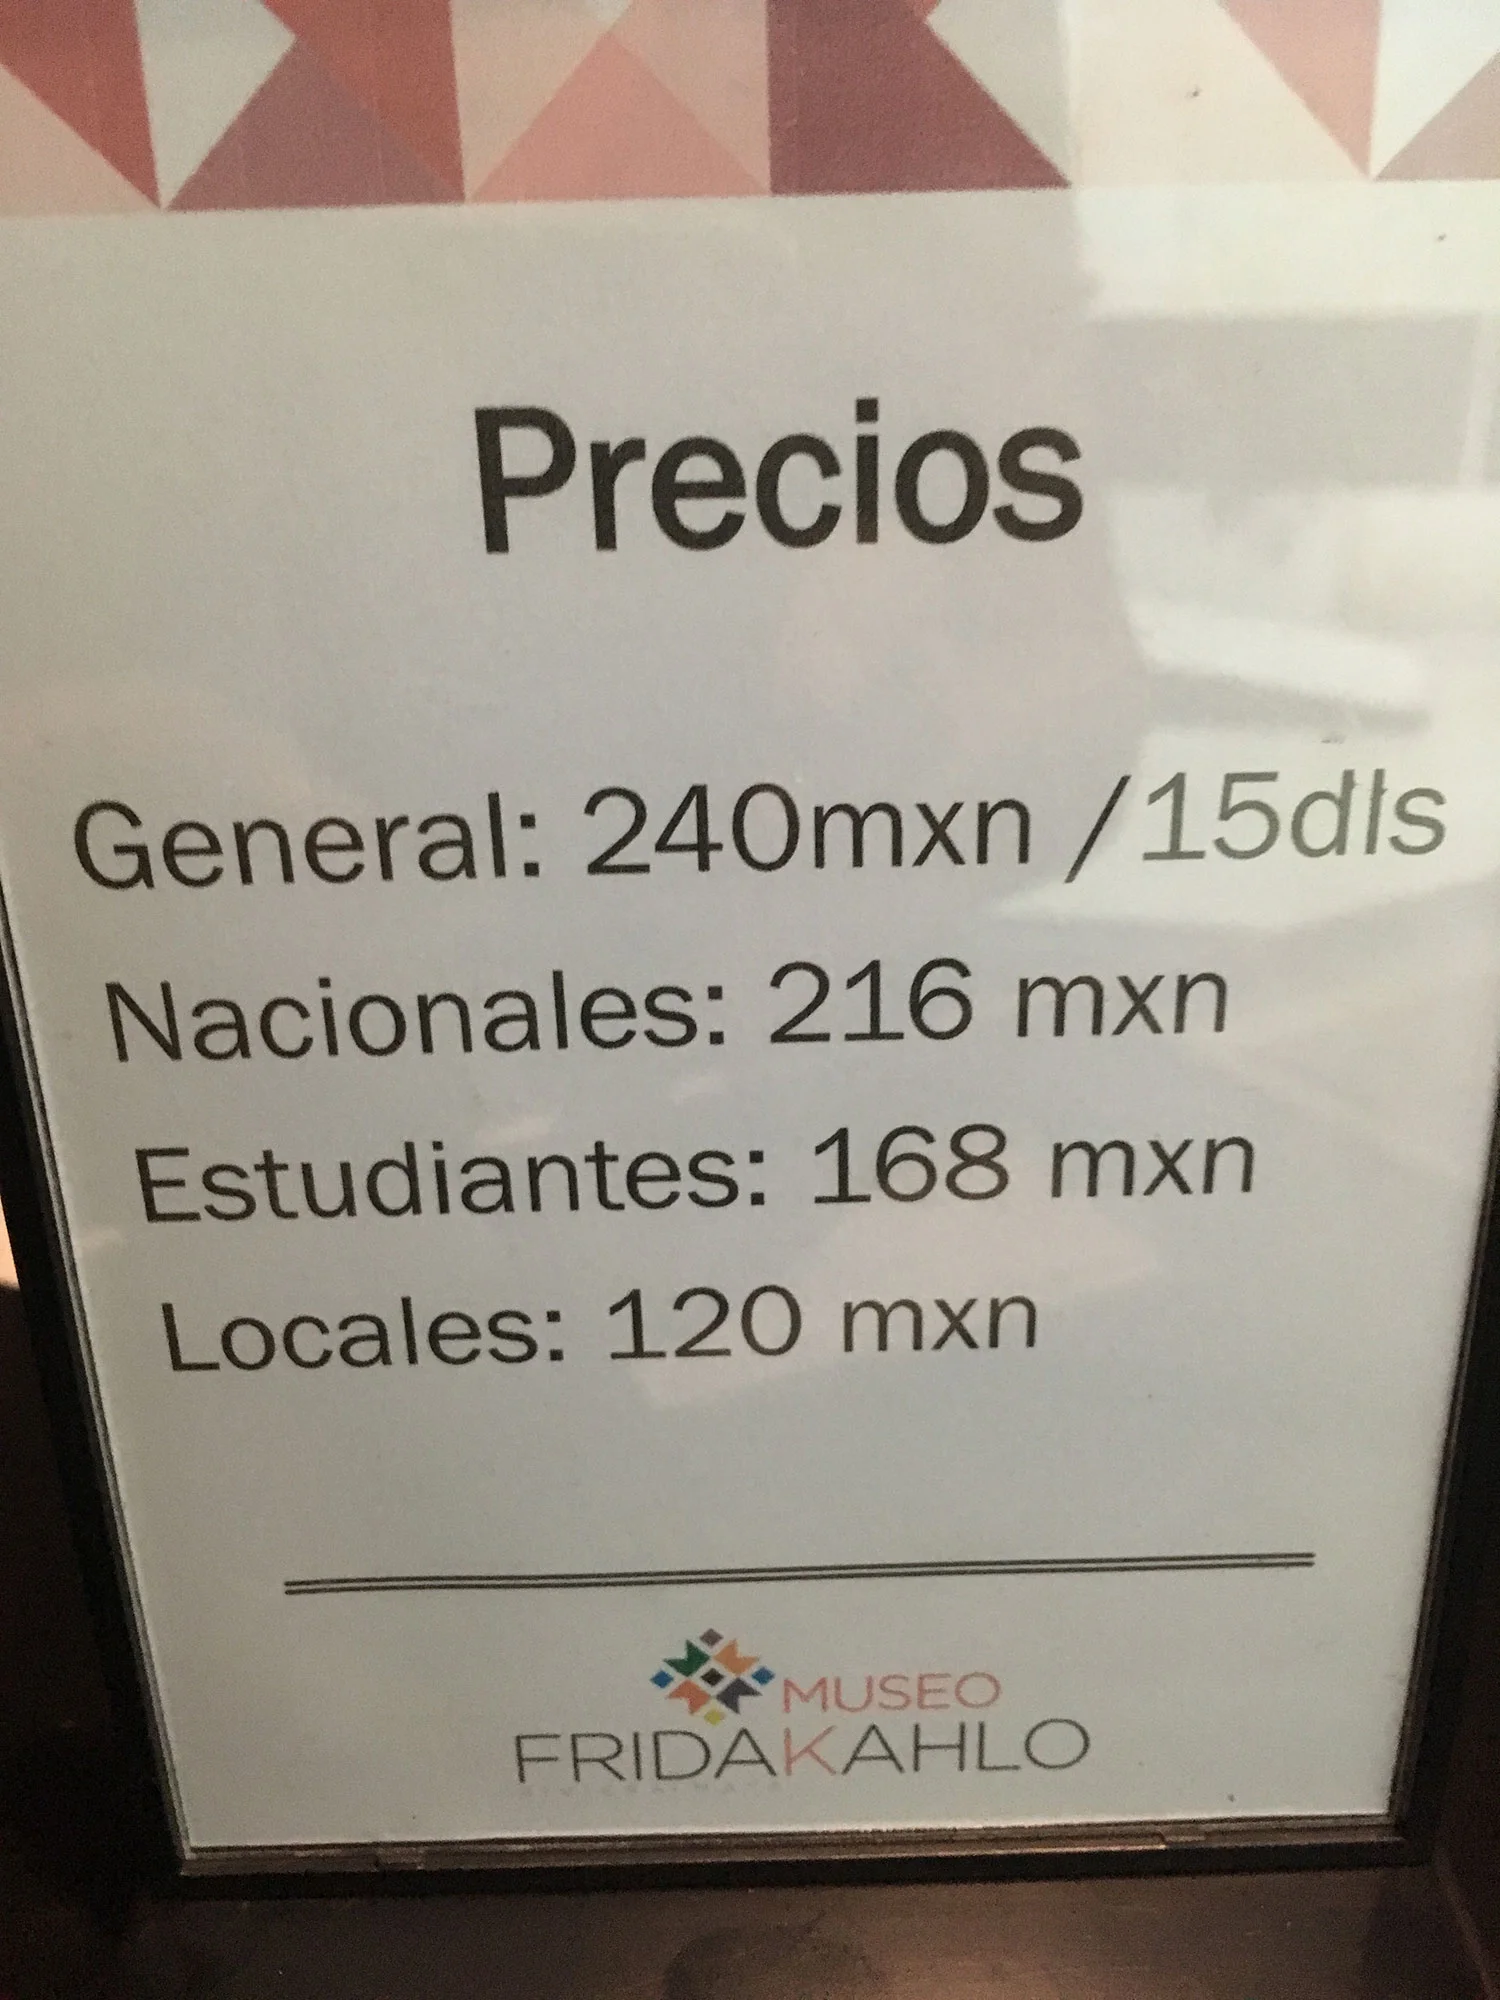 Precios
General: 240mxn /15dls
Nacionales: 216 mxn
Estudiantes: 168 mxn
Locales: 120 mxn
MUSEO
FRIDAKAHLO